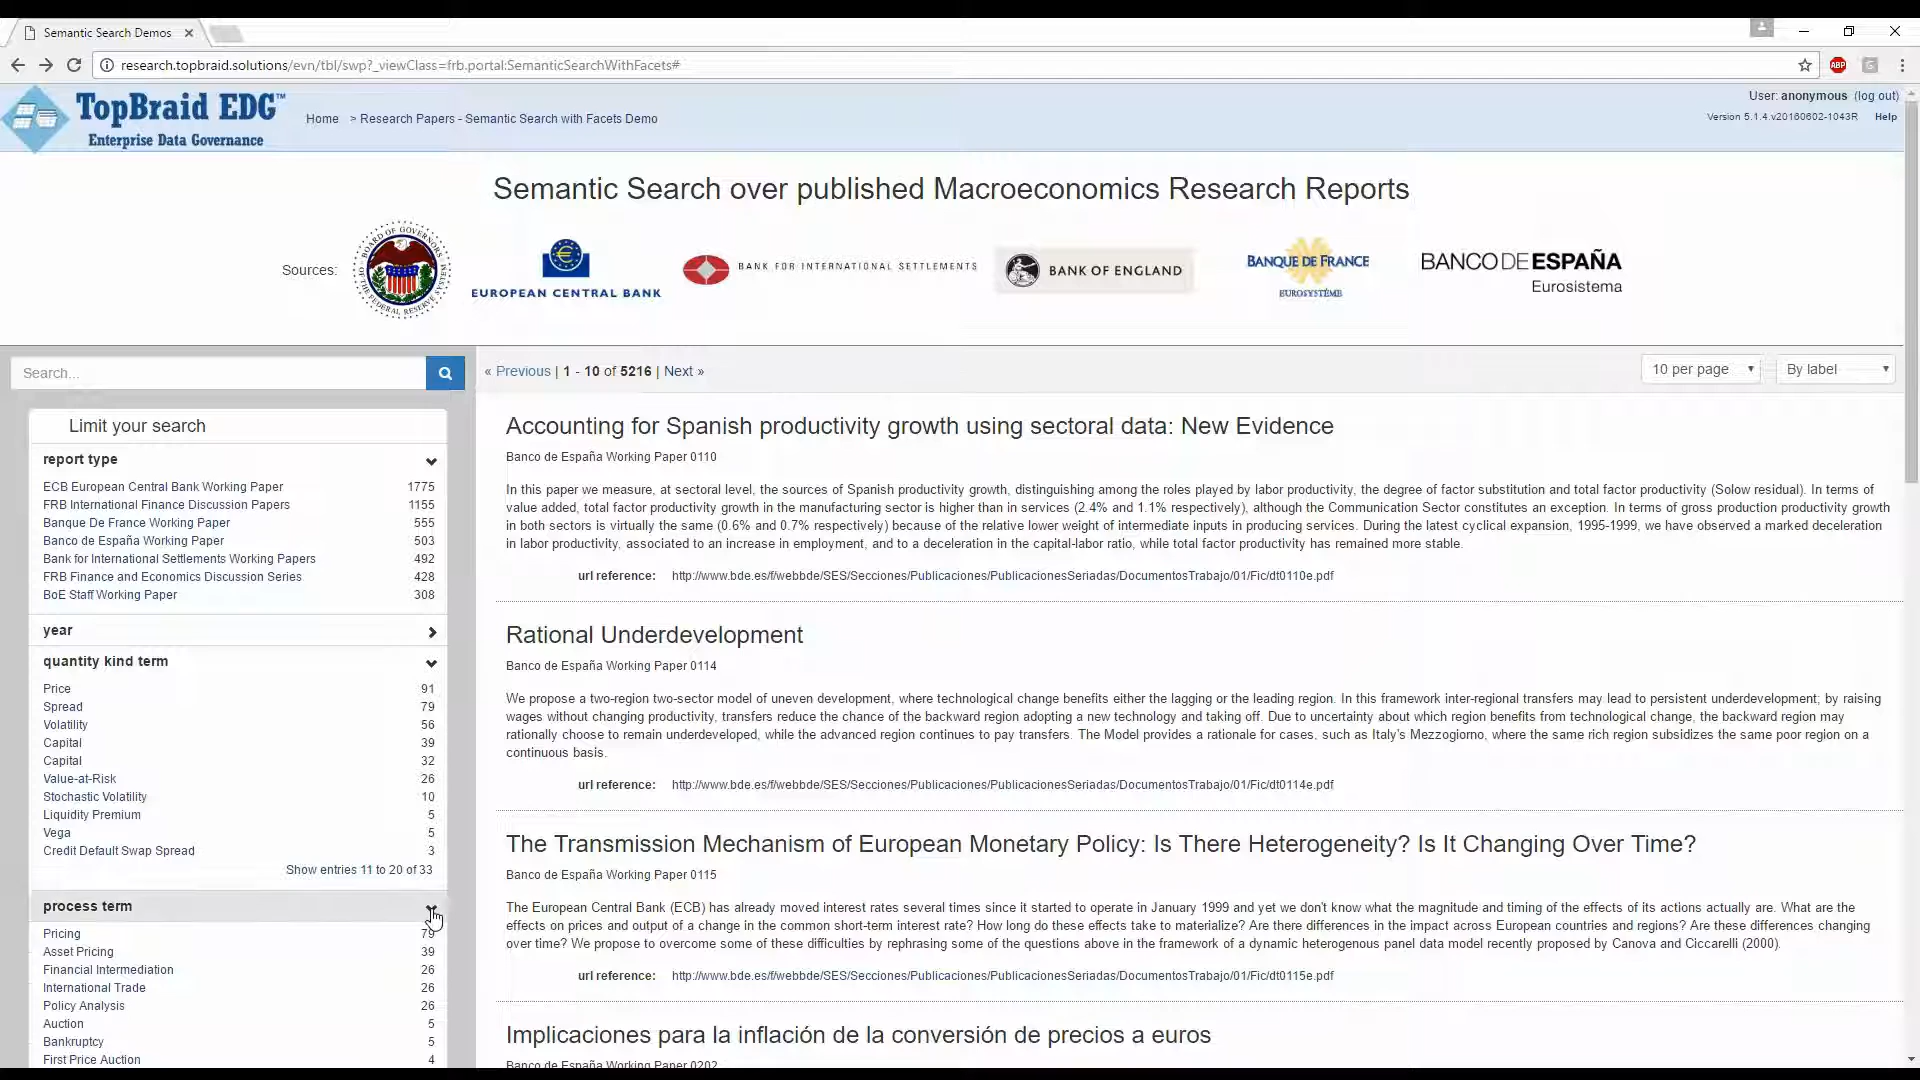 Semantic Search Demos
research.topbraid.solutions/evn/tbl/swp?_viewClass=frb.portal:SemanticSearchWithFacets#
ABP
G
TopBraid EDG™
Enterprise Data Governance
Home > Research Papers - Semantic Search with Facets Demo
User: anonymous (log out)
Version 5.1.4.v20160602-1043R Help
Semantic Search over published Macroeconomics Research Reports
Sources:
BOARD OF GOVERNORS OF THE FEDERAL RESERVE SYSTEM
EUROPEAN CENTRAL BANK
BANK FOR INTERNATIONAL SETTLEMENTS
BANK OF ENGLAND
BANQUE DE FRANCE
EUROSYSTÈME
BANCODEESPAÑA
Eurosistema
Search...
« Previous | 1 - 10 of 5216 | Next »
10 per page
By label
Limit your search
report type
ECB European Central Bank Working Paper 1775
FRB International Finance Discussion Papers 1155
Banque De France Working Paper 555
Banco de España Working Paper 503
Bank for International Settlements Working Papers 492
FRB Finance and Economics Discussion Series 428
BoE Staff Working Paper 308
year
quantity kind term
Price 91
Spread 79
Volatility 56
Capital 39
Capital 32
Value-at-Risk 26
Stochastic Volatility 10
Liquidity Premium 5
Vega 5
Credit Default Swap Spread 3
Show entries 11 to 20 of 33
process term
Pricing 79
Asset Pricing 39
Financial Intermediation 26
International Trade 26
Policy Analysis 26
Auction 5
Bankruptcy 5
First Price Auction 4
Accounting for Spanish productivity growth using sectoral data: New Evidence
Banco de España Working Paper 0110
In this paper we measure, at sectoral level, the sources of Spanish productivity growth, distinguishing among the roles played by labor productivity, the degree of factor substitution and total factor productivity (Solow residual). In terms of
value added, total factor productivity growth in the manufacturing sector is higher than in services (2.4% and 1.1% respectively), although the Communication Sector constitutes an exception. In terms of gross production productivity growth
in both sectors is virtually the same (0.6% and 0.7% respectively) because of the relative lower weight of intermediate inputs in producing services. During the latest cyclical expansion, 1995-1999, we have observed a marked deceleration
in labor productivity, associated to an increase in employment, and to a deceleration in the capital-labor ratio, while total factor productivity has remained more stable.
url reference: http://www.bde.es/f/webbde/SES/Secciones/Publicaciones/PublicacionesSeriadas/DocumentosTrabajo/01/Fic/dt0110e.pdf
Rational Underdevelopment
Banco de España Working Paper 0114
We propose a two-region two-sector model of uneven development, where technological change benefits either the lagging or the leading region. In this framework inter-regional transfers may lead to persistent underdevelopment; by raising
wages without changing productivity, transfers reduce the chance of the backward region adopting a new technology and taking off. Due to uncertainty about which region benefits from technological change, the backward region may
rationally choose to remain underdeveloped, while the advanced region continues to pay transfers. The Model provides a rationale for cases, such as Italy's Mezzogiorno, where the same rich region subsidizes the same poor region on a
continuous basis.
url reference: http://www.bde.es/f/webbde/SES/Secciones/Publicaciones/PublicacionesSeriadas/DocumentosTrabajo/01/Fic/dt0114e.pdf
The Transmission Mechanism of European Monetary Policy: Is There Heterogeneity? Is It Changing Over Time?
Banco de España Working Paper 0115
The European Central Bank (ECB) has already moved interest rates several times since it started to operate in January 1999 and yet we don't know what the magnitude and timing of the effects of its actions actually are. What are the
effects on prices and output of a change in the common short-term interest rate? How long do these effects take to materialize? Are there differences in the impact across European countries and regions? Are these differences changing
over time? We propose to overcome some of these difficulties by rephrasing some of the questions above in the framework of a dynamic heterogenous panel data model recently proposed by Canova and Ciccarelli (2000).
url reference: http://www.bde.es/f/webbde/SES/Secciones/Publicaciones/PublicacionesSeriadas/DocumentosTrabajo/01/Fic/dt0115e.pdf
Implicaciones para la inflación de la conversión de precios a euros
Banco de España Working Paper 0202